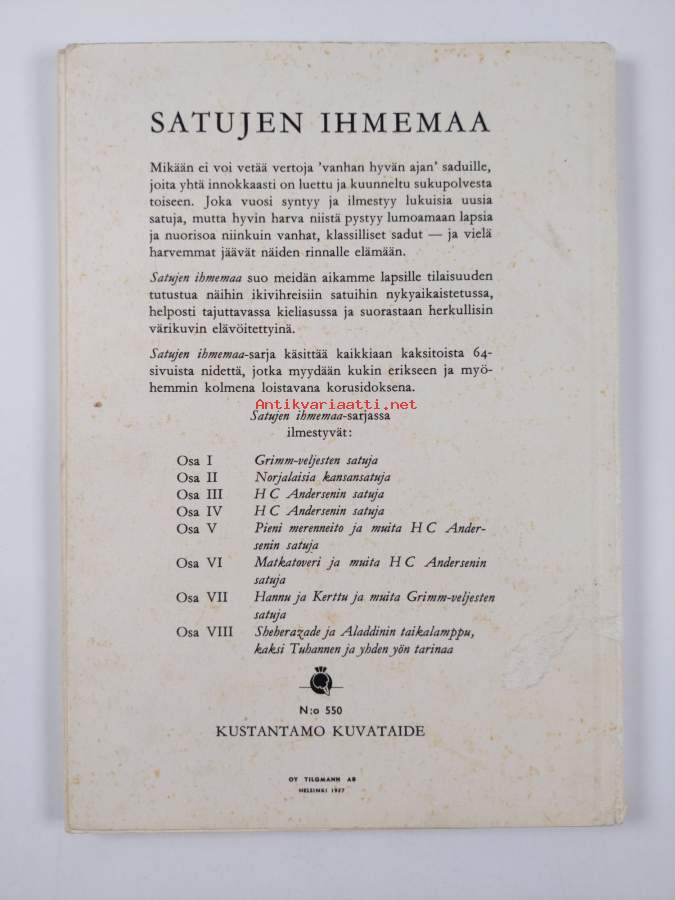 SATUJEN IHMEMAA
Mikään ei voi vetää vertoja 'vanhan hyvän ajan' saduille,
joita yhtä innokkaasti on luettu ja kuunneltu sukupolvesta
toiseen. Joka vuosi syntyy ja ilmestyy lukuisia uusia
satuja, mutta hyvin harva niistä pystyy lumoamaan lapsia
ja nuorisoa niinkuin vanhat, klassilliset sadut — ja vielä
harvemmat jäävät näiden rinnalle elämään.
Satujen ihmemaa suo meidän aikamme lapsille tilaisuuden
tutustua näihin ikivihreisiin satuihin nykyaikaistetussa,
helposti tajuttavassa kieliasussa ja suorastaan herkullisin
värikuvin elävöitettyinä.
Satujen ihmemaa-sarja käsittää kaikkiaan kaksitoista 64-
sivuista nidettä, jotka myydään kukin erikseen ja myö-
hemmin kolmena loistavana korusidoksena.
Antikvariaatti.net
Satujen ihmemaa-sarjassa
ilmestyvät:
Osa I Grimm-veljesten satuja
Osa II Norjalaisia kansansatuja
Osa III H C Andersenin satuja
Osa IV H C Andersenin satuja
Osa V Pieni merenneito ja muita H C Ander-
senin satuja
Osa VI Matkatoveri ja muita H C Andersenin
satuja
Osa VII Hannu ja Kerttu ja muita Grimm-veljesten
satuja
Osa VIII Sheherazade ja Aladdinin taikalamppu,
kaksi Tuhannen ja yhden yön tarinaa
N:o 550
KUSTANTAMO KUVATAIDE
OY TILGMANN AB
HELSINKI 1957